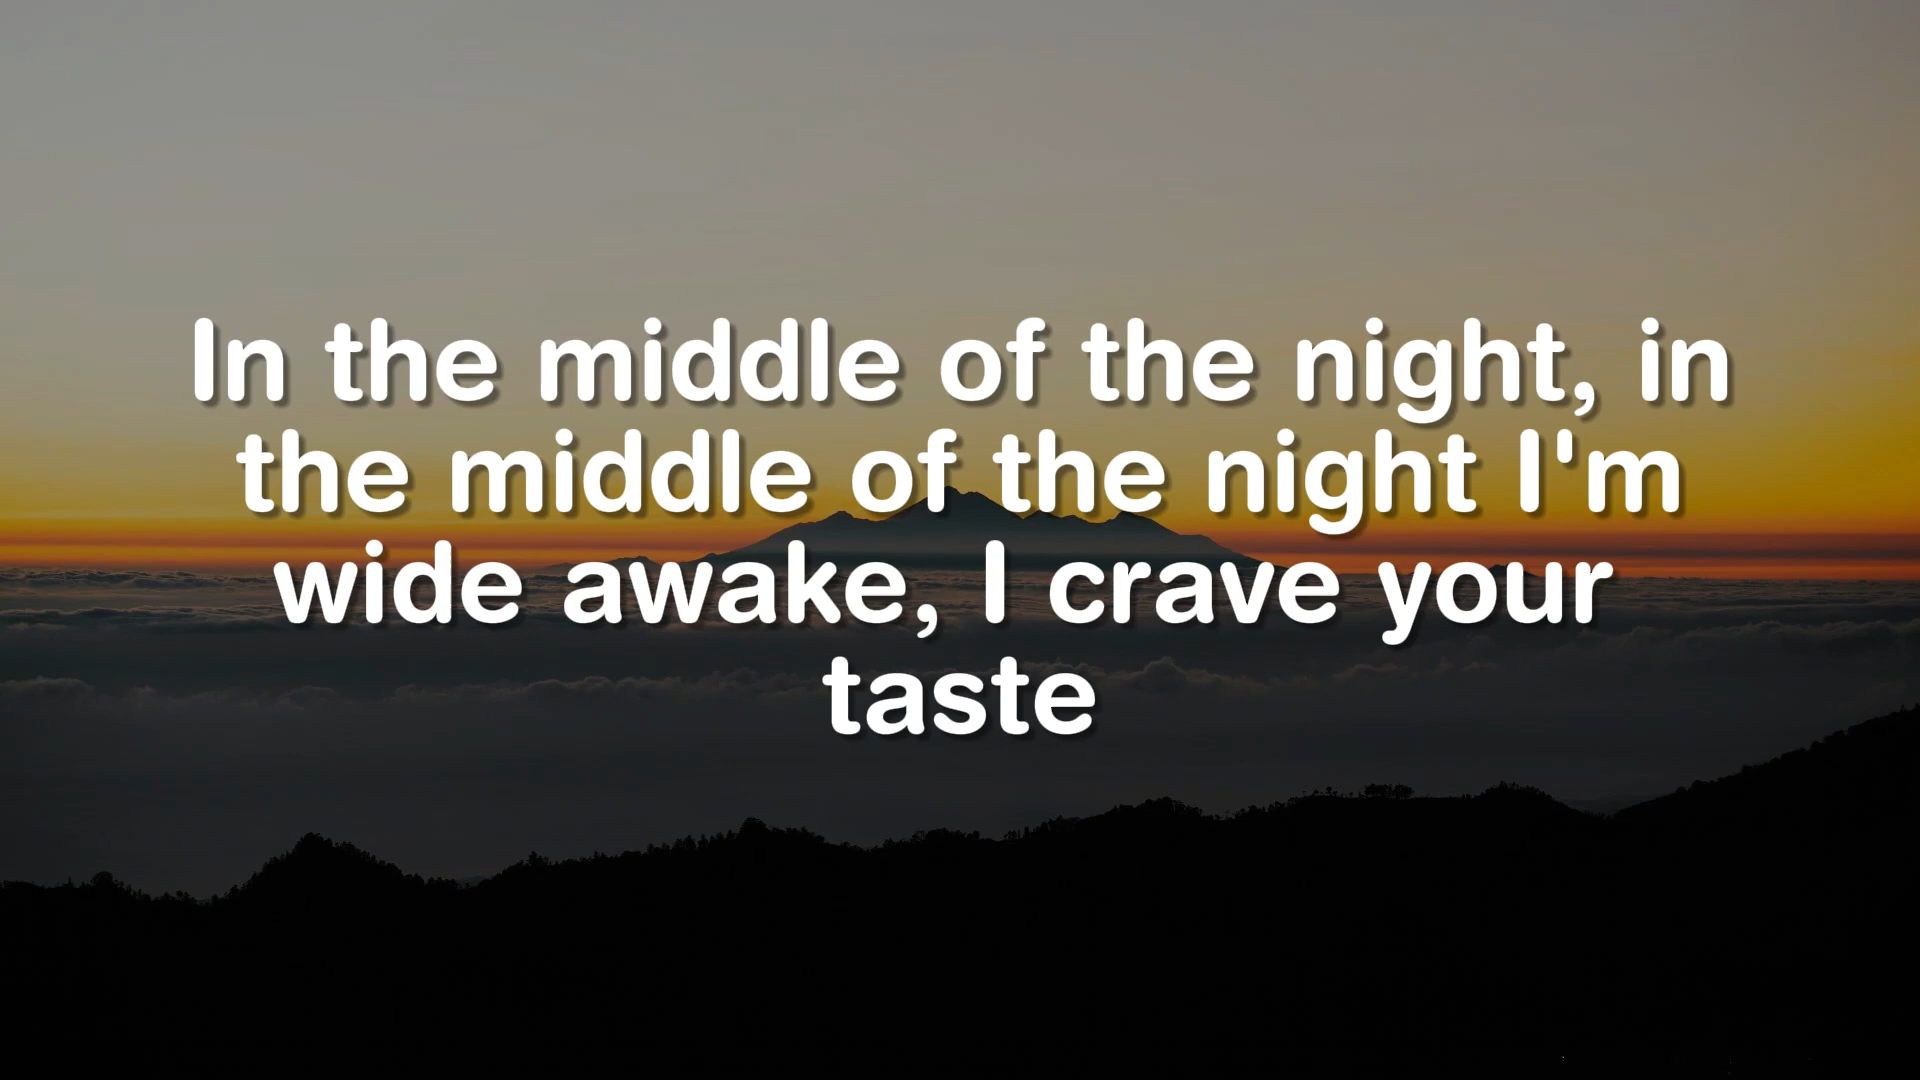 In the middle of the night, in
the middle of the night I'm
wide awake, I crave your
taste